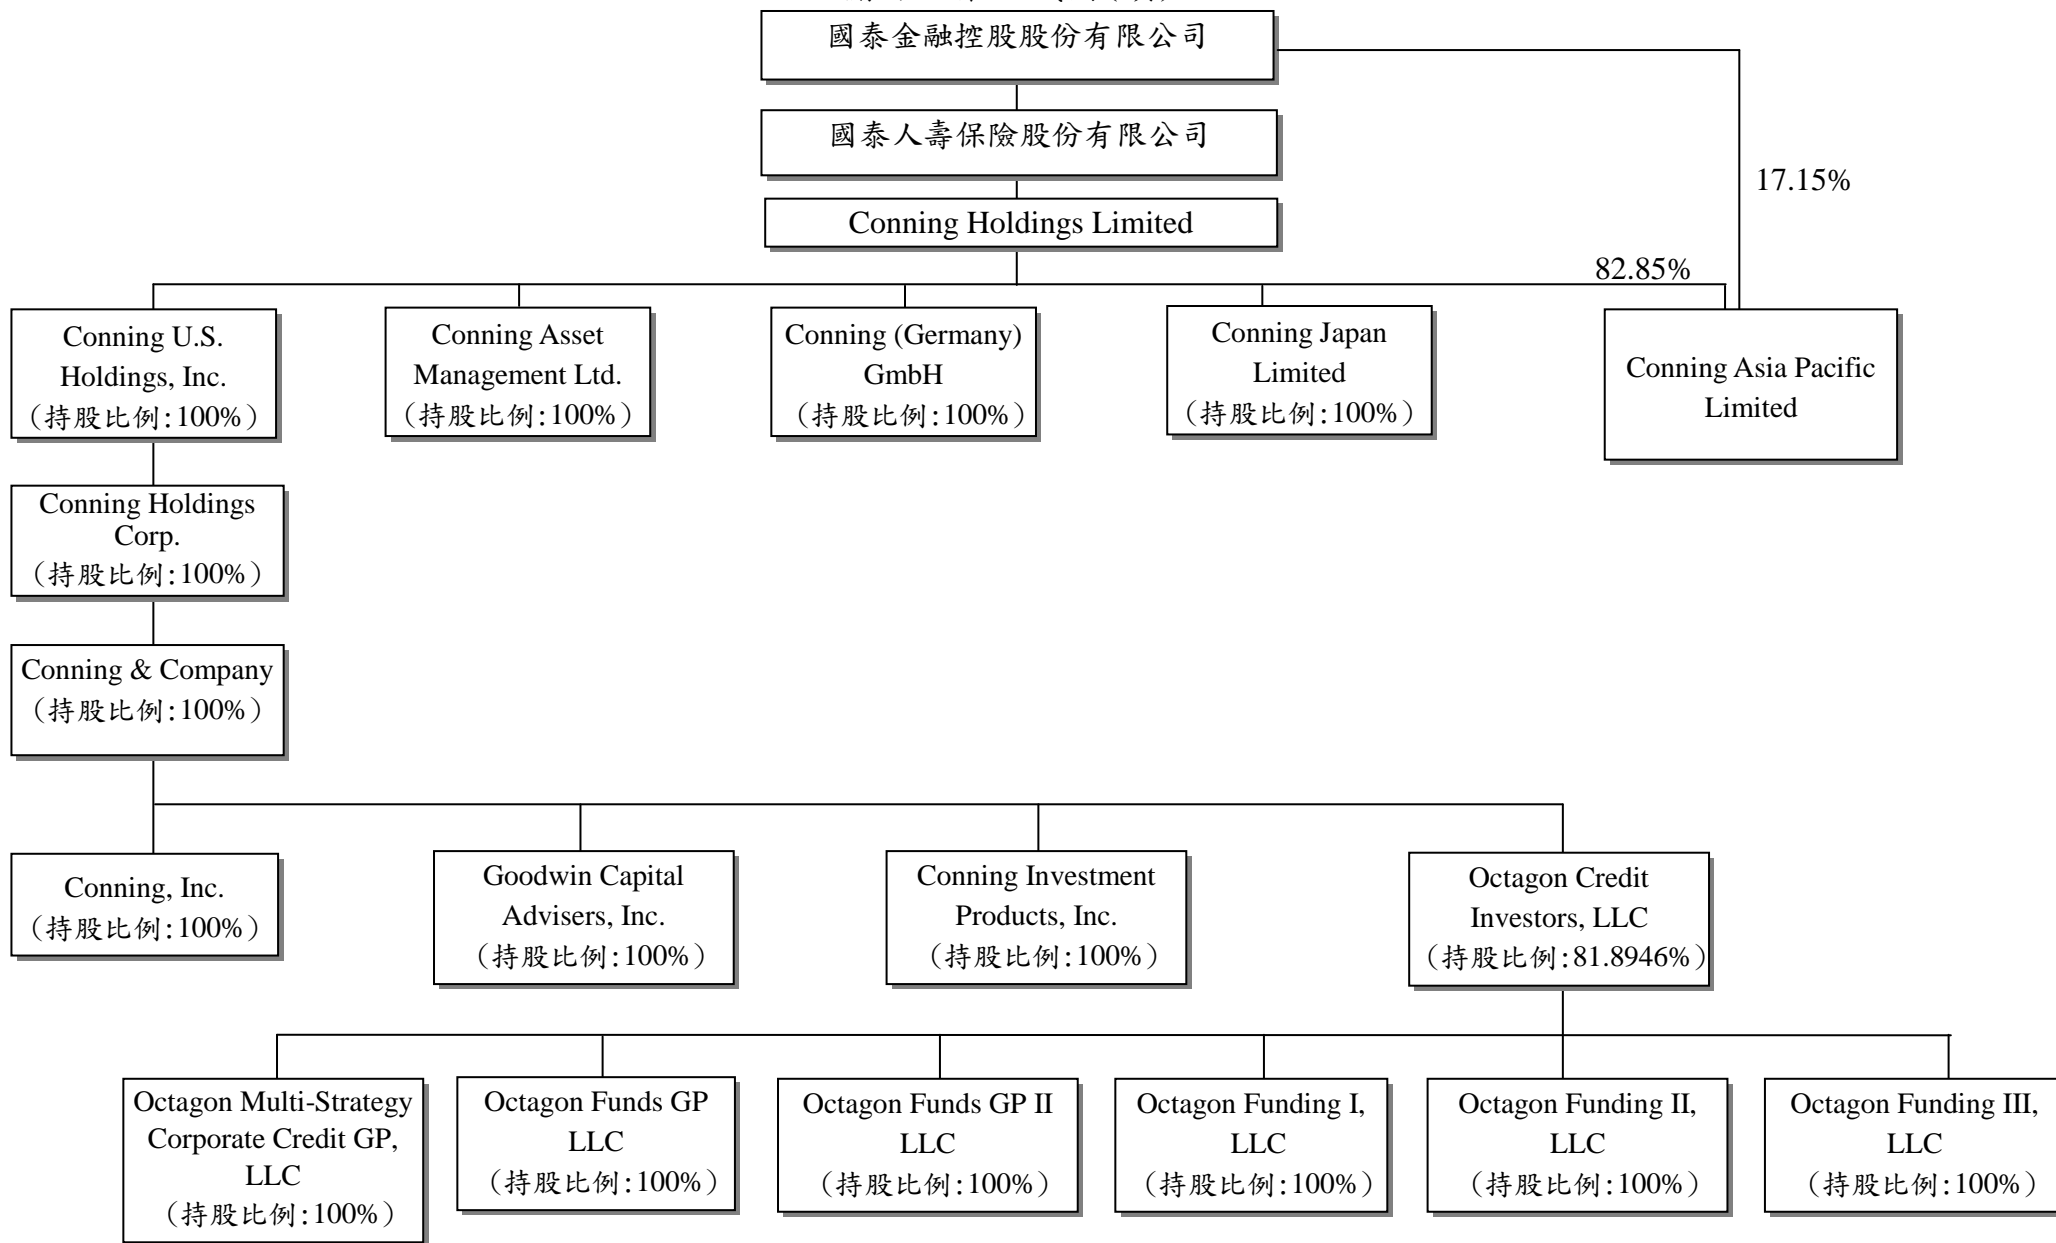 國泰金融控股股份有限公司
國泰人壽保險股份有限公司
17.15%
Conning Holdings Limited
82.85%
Conning U.S.
Holdings, Inc.
（持股比例:100%）
Conning Asset
Management Ltd.
（持股比例:100%）
Conning (Germany)
GmbH
（持股比例:100%）
Conning Japan
Limited
（持股比例:100%）
Conning Asia Pacific
Limited
Conning Holdings
Corp.
（持股比例:100%）
Conning & Company
（持股比例:100%）
Conning, Inc.
（持股比例:100%）
Goodwin Capital
Advisers, Inc.
（持股比例:100%）
Conning Investment
Products, Inc.
（持股比例:100%）
Octagon Credit
Investors, LLC
（持股比例:81.8946%）
Octagon Multi-Strategy
Corporate Credit GP,
LLC
（持股比例:100%）
Octagon Funds GP
LLC
（持股比例:100%）
Octagon Funds GP II
LLC
（持股比例:100%）
Octagon Funding I,
LLC
（持股比例:100%）
Octagon Funding II,
LLC
（持股比例:100%）
Octagon Funding III,
LLC
（持股比例:100%）